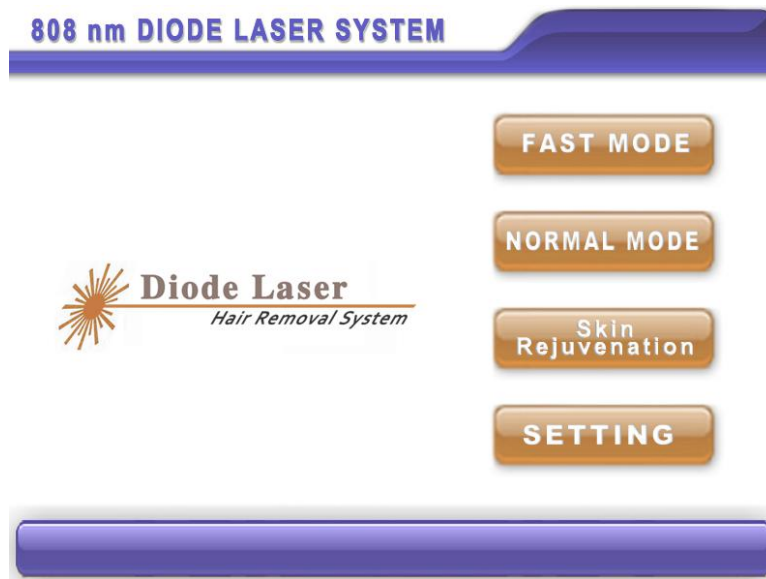 808 nm DIODE LASER SYSTEM
FAST MODE
NORMAL MODE
Diode Laser
Hair Removal System
Skin
Rejuvenation
SETTING